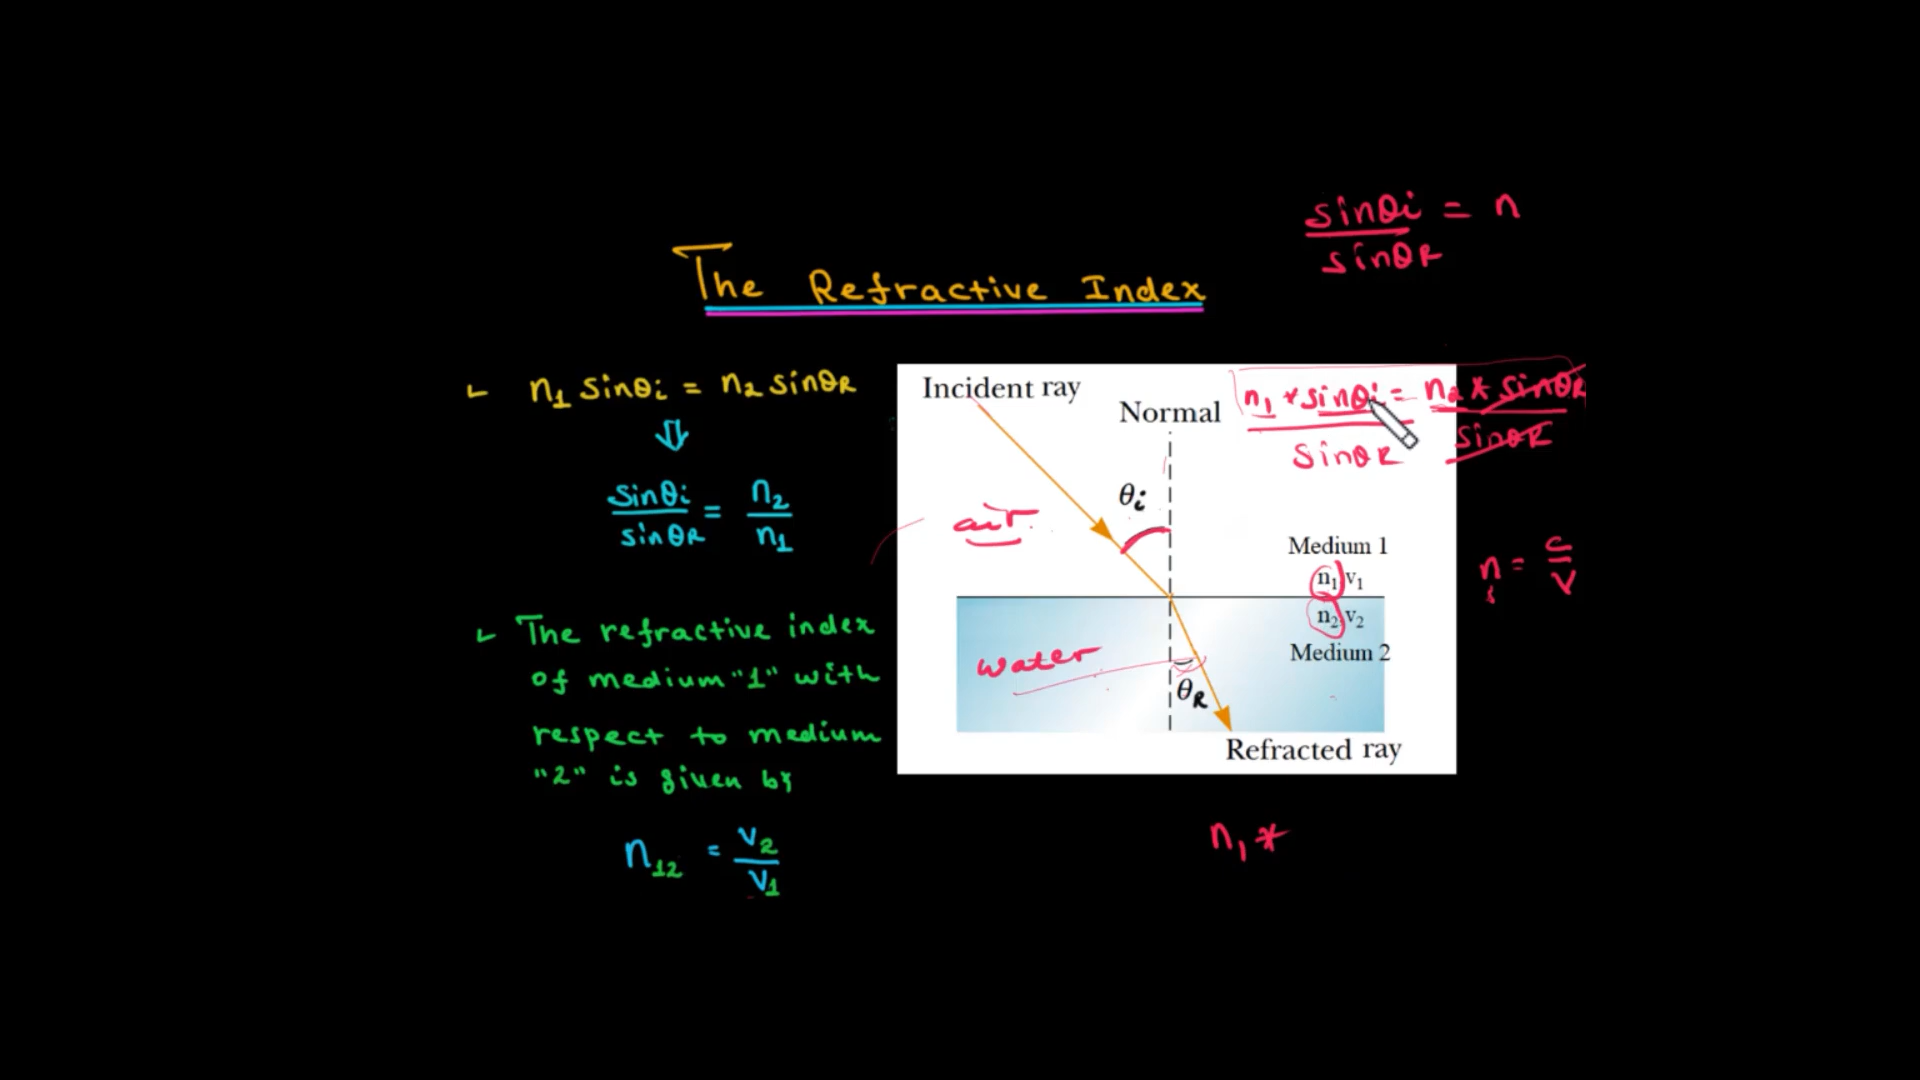 sinθi = n
sinθR
The Refractive Index
n1 sinθi = n2 sinθR
⇓
sinθi = n2
sinθR n1
The refractive index
of medium "1" with
respect to medium
"2" is given by
n12 = v2
v1
Incident ray
Normal
n1 * sinθi = n2 * sinθR
sinθR sinθR
θi
air
Medium 1
n1 v1
n2 v2
Medium 2
water
θR
Refracted ray
n = c
v
n1 *